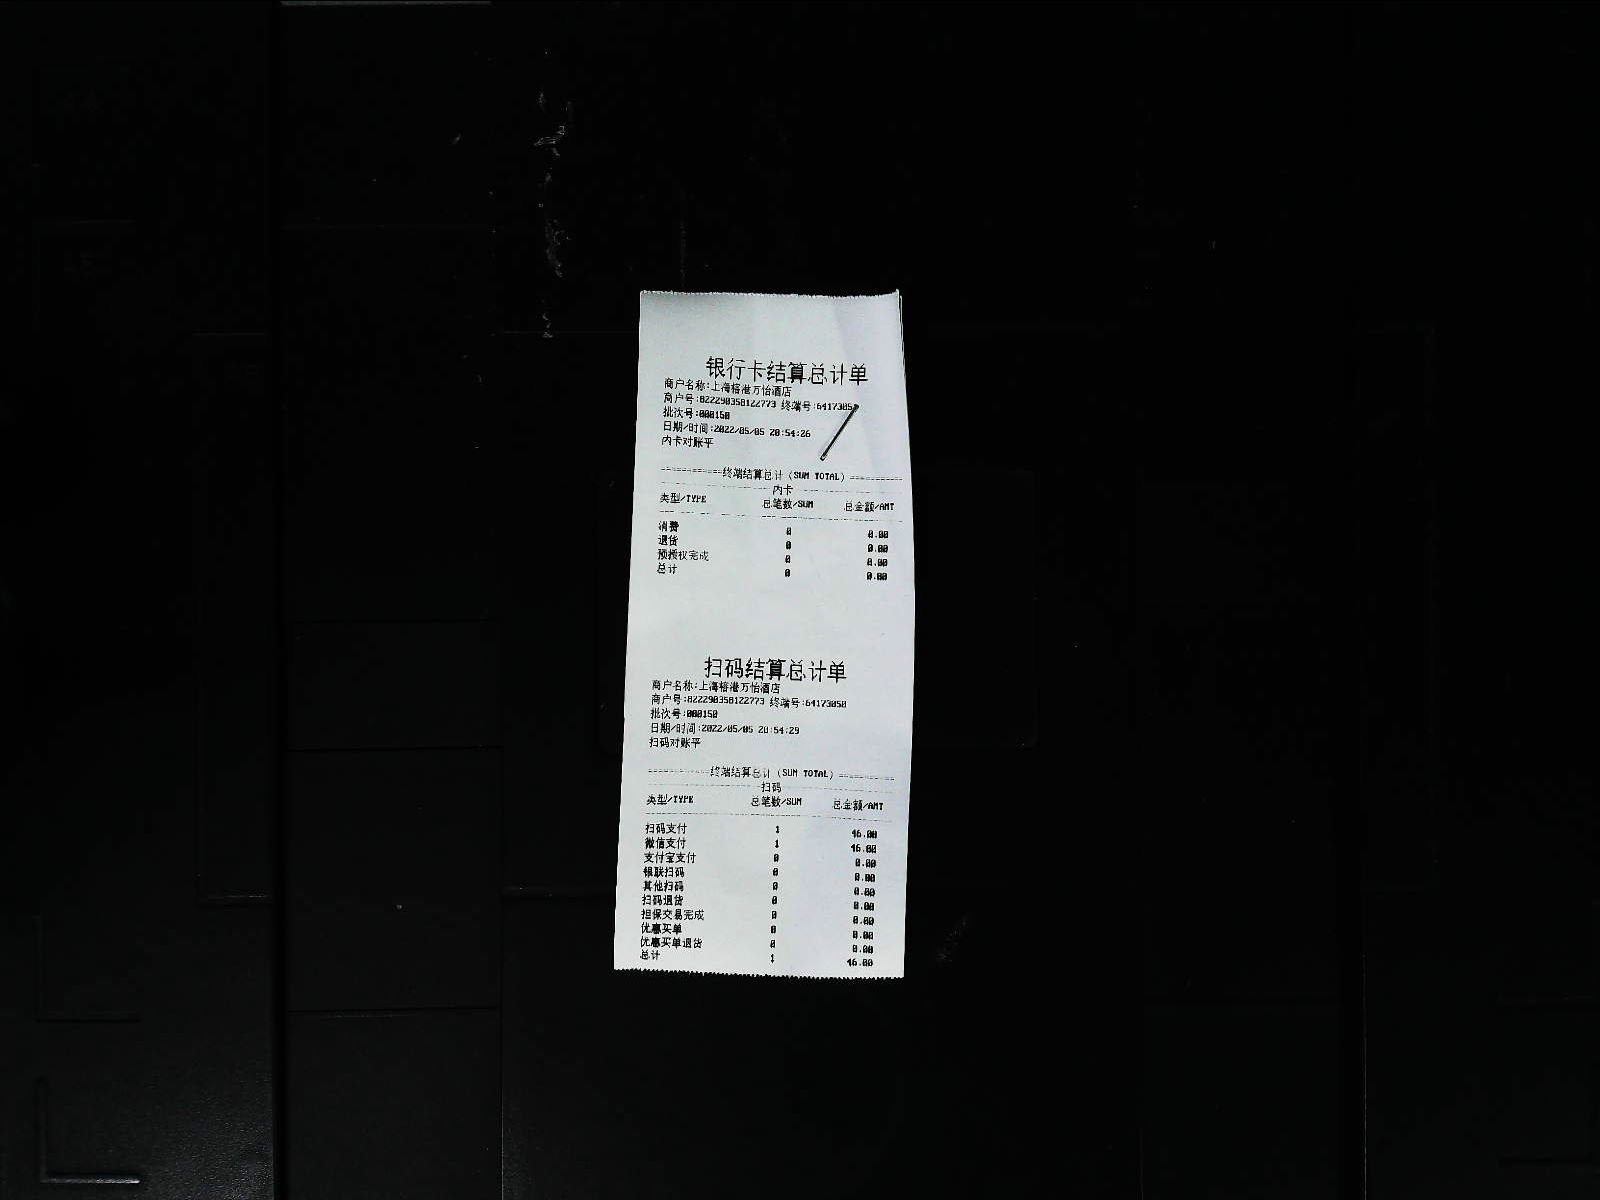 银行卡结算总计单
商户名称:上海榕港万怡酒店
商户号:822290358122773 终端号:64173050
批次号:000150
日期/时间:2022/05/05 20:54:26
内卡对账平
============终端结算总计(SUM TOTAL)==========
内卡
类型/TYPE 总笔数/SUM 总金额/AMT
消费 0 0.00
退货 0 0.00
预授权完成 0 0.00
总计 0 0.00
扫码结算总计单
商户名称:上海榕港万怡酒店
商户号:822290358122773 终端号:64173050
批次号:000150
日期/时间:2022/05/05 20:54:29
扫码对账平
============终端结算总计(SUM TOTAL)==========
扫码
类型/TYPE 总笔数/SUM 总金额/AMT
扫码支付 1 46.00
微信支付 1 46.00
支付宝支付 0 0.00
银联扫码 0 0.00
其他扫码 0 0.00
扫码退货 0 0.00
担保交易完成 0 0.00
优惠买单 0 0.00
优惠买单退货 0 0.00
总计 1 46.00